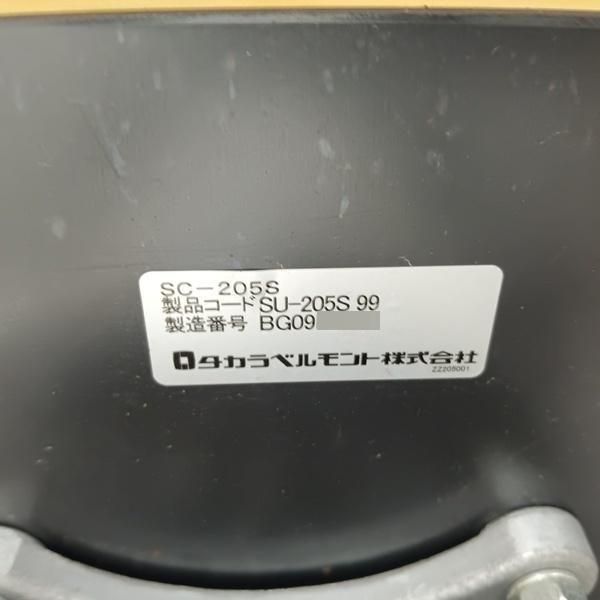 SC-205S
製品コード SU-205S 99
製造番号 BG09
タカラベルモント株式会社
ZZ205001